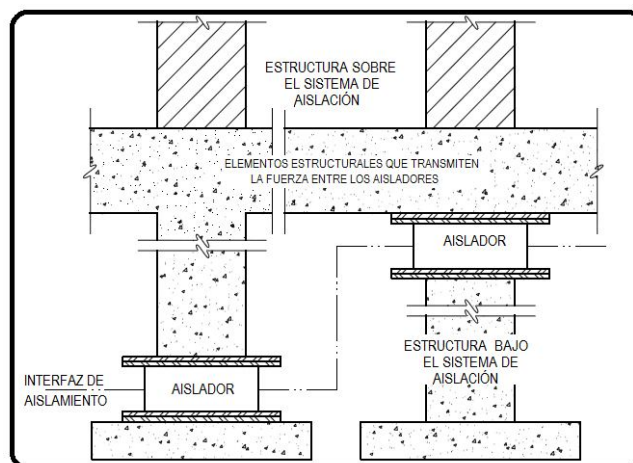 ESTRUCTURA SOBRE
EL SISTEMA DE
AISLACIÓN
ELEMENTOS ESTRUCTURALES QUE TRANSMITEN
LA FUERZA ENTRE LOS AISLADORES
AISLADOR
ESTRUCTURA BAJO
EL SISTEMA DE
AISLACIÓN
INTERFAZ DE
AISLAMIENTO
AISLADOR